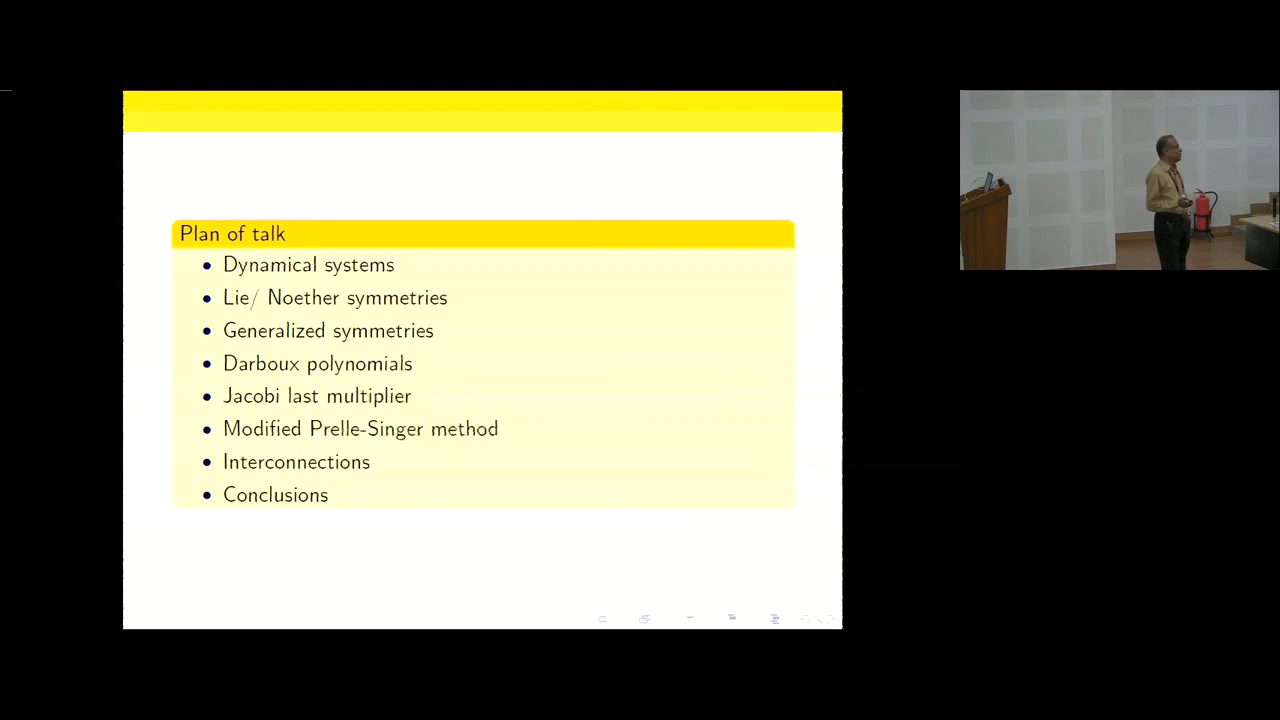 Plan of talk
Dynamical systems
Lie/ Noether symmetries
Generalized symmetries
Darboux polynomials
Jacobi last multiplier
Modified Prelle-Singer method
Interconnections
Conclusions